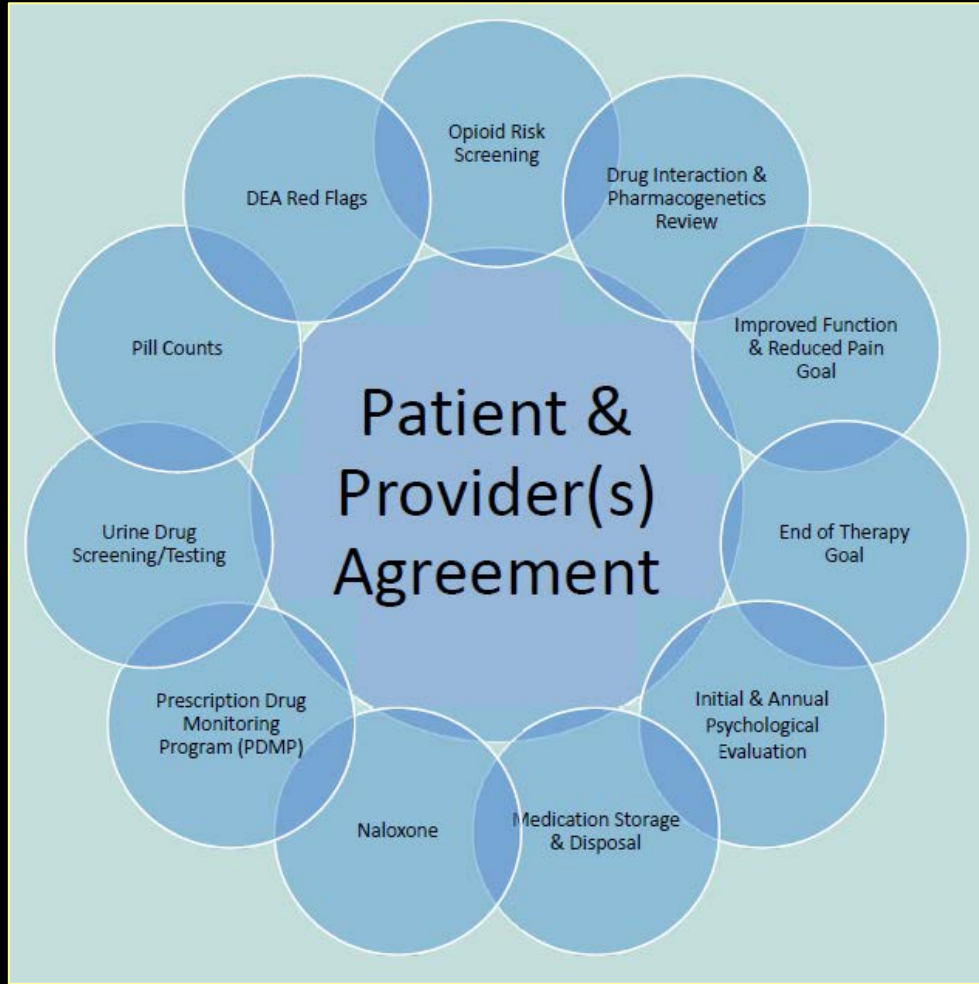 Opioid Risk
Screening
Drug Interaction &
Pharmacogenetics
Review
Improved Function
& Reduced Pain
Goal
End of Therapy
Goal
Initial & Annual
Psychological
Evaluation
Medication Storage
& Disposal
Naloxone
Prescription Drug
Monitoring
Program (PDMP)
Urine Drug
Screening/Testing
Pill Counts
DEA Red Flags
Patient &
Provider(s)
Agreement